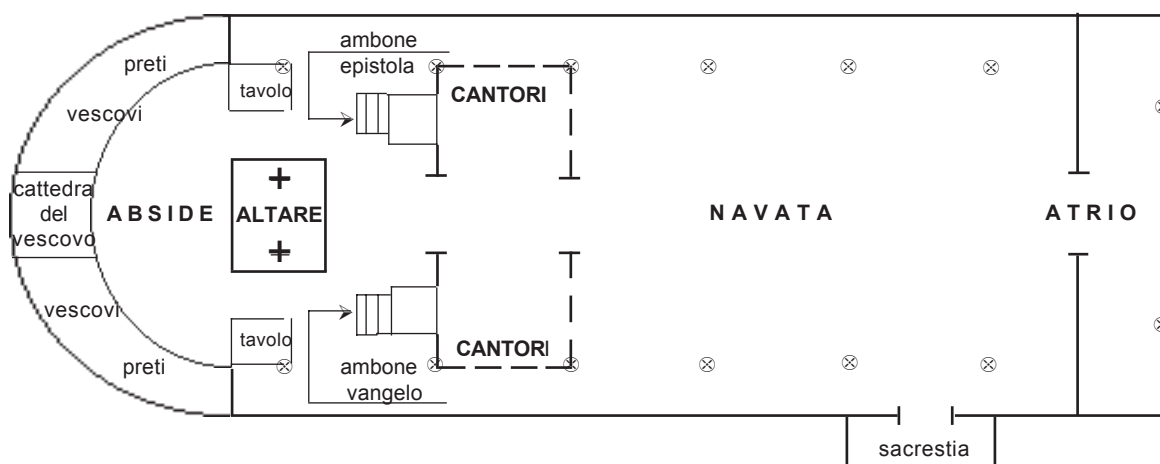 ambone
epistola
preti
tavolo
CANTORI
vescovi
cattedra
del
vescovo
ABSIDE
ALTARE
NAVATA
ATRIO
vescovi
tavolo
CANTORI
preti
ambone
vangelo
sacrestia